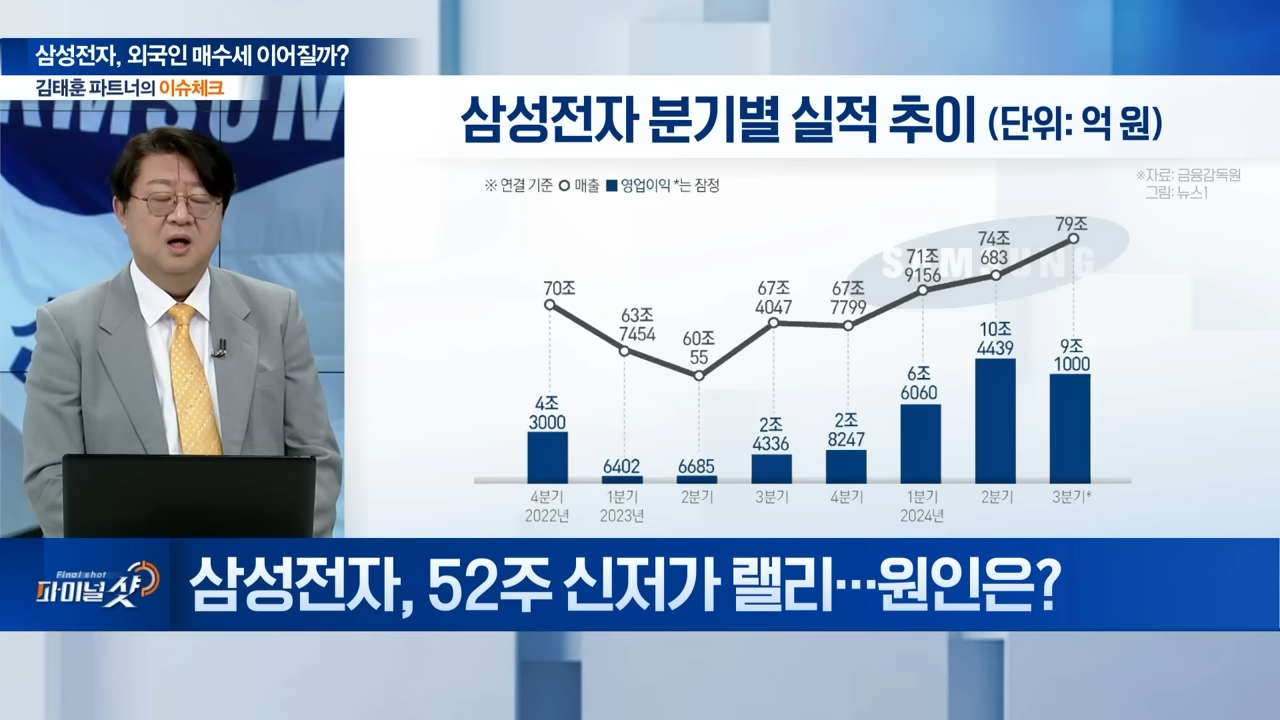 삼성전자, 외국인 매수세 이어질까?
김태훈 파트너의 이슈체크
삼성전자 분기별 실적 추이 (단위: 억 원)
※ 연결 기준 매출 영업이익 *는 잠정
※자료: 금융감독원
그림: 뉴스1
SAMSUNG
70조
63조
7454
60조
55
67조
4047
67조
7799
71조
9156
74조
683
79조
4조
3000
6402
6685
2조
4336
2조
8247
6조
6060
10조
4439
9조
1000
4분기 1분기 2분기 3분기 4분기 1분기 2분기 3분기*
2022년 2023년 2024년
Final shot
파이널 샷
삼성전자, 52주 신저가 랠리…원인은?